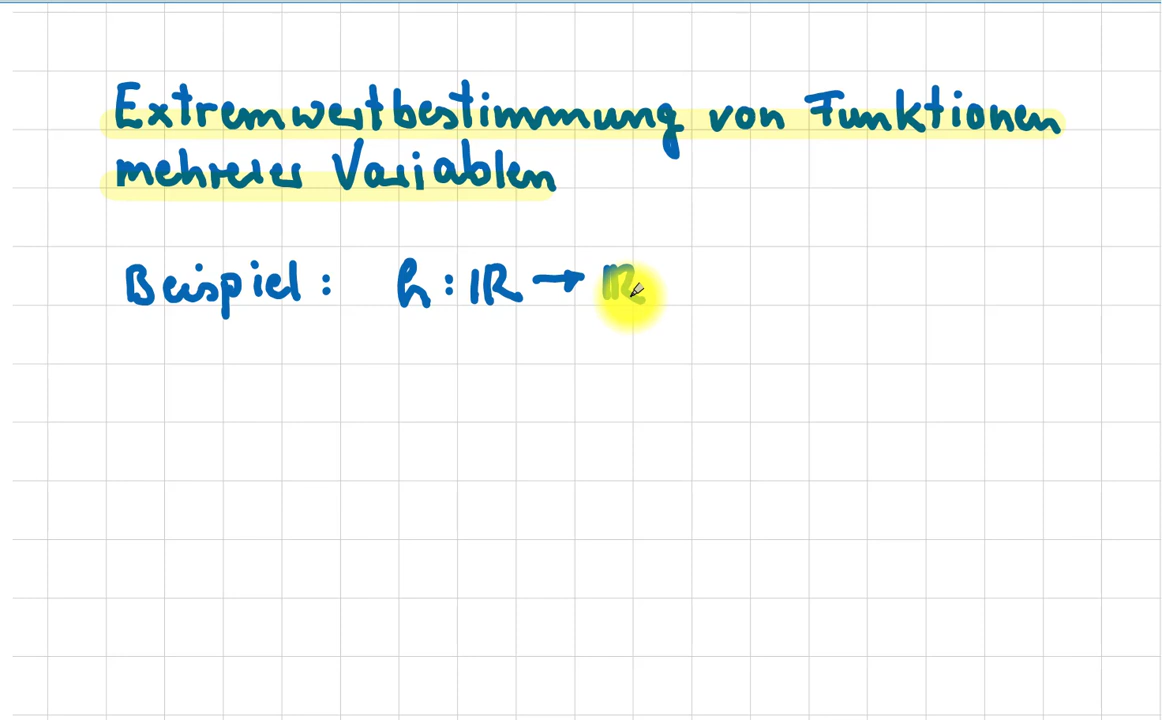 Extremwertbestimmung von Funktionen
mehrerer Variablen
Beispiel: h: ℝ → ℝ